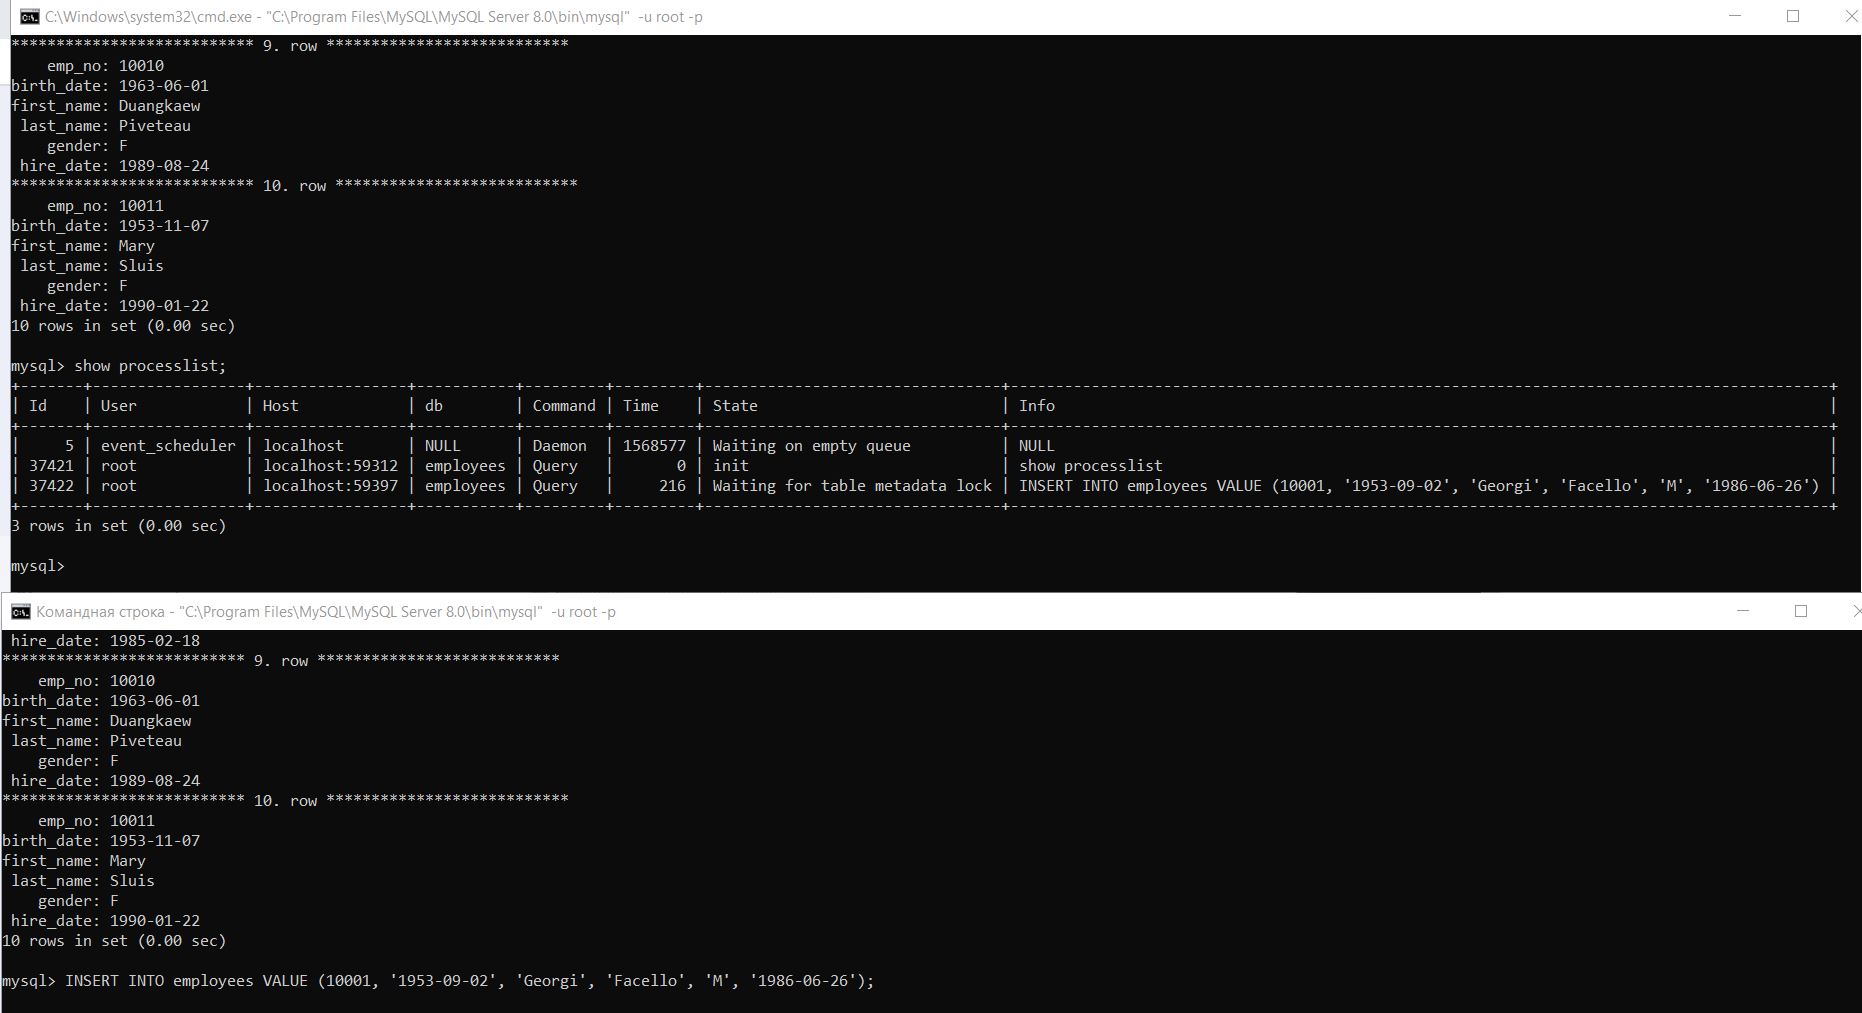 C:\Windows\system32\cmd.exe - "C:\Program Files\MySQL\MySQL Server 8.0\bin\mysql" -u root -p
*************************** 9. row ***************************
    emp_no: 10010
birth_date: 1963-06-01
first_name: Duangkaew
 last_name: Piveteau
    gender: F
 hire_date: 1989-08-24
*************************** 10. row ***************************
    emp_no: 10011
birth_date: 1953-11-07
first_name: Mary
 last_name: Sluis
    gender: F
 hire_date: 1990-01-22
10 rows in set (0.00 sec)
mysql> show processlist;
| Id    | User            | Host            | db        | Command | Time    | State                           | Info |
|     5 | event_scheduler | localhost       | NULL      | Daemon  | 1568577 | Waiting on empty queue          | NULL |
| 37421 | root            | localhost:59312 | employees | Query   |       0 | init                            | show processlist |
| 37422 | root            | localhost:59397 | employees | Query   |     216 | Waiting for table metadata lock | INSERT INTO employees VALUE (10001, '1953-09-02', 'Georgi', 'Facello', 'M', '1986-06-26') |
3 rows in set (0.00 sec)
mysql>
Командная строка - "C:\Program Files\MySQL\MySQL Server 8.0\bin\mysql" -u root -p
 hire_date: 1985-02-18
*************************** 9. row ***************************
    emp_no: 10010
birth_date: 1963-06-01
first_name: Duangkaew
 last_name: Piveteau
    gender: F
 hire_date: 1989-08-24
*************************** 10. row ***************************
    emp_no: 10011
birth_date: 1953-11-07
first_name: Mary
 last_name: Sluis
    gender: F
 hire_date: 1990-01-22
10 rows in set (0.00 sec)
mysql> INSERT INTO employees VALUE (10001, '1953-09-02', 'Georgi', 'Facello', 'M', '1986-06-26');